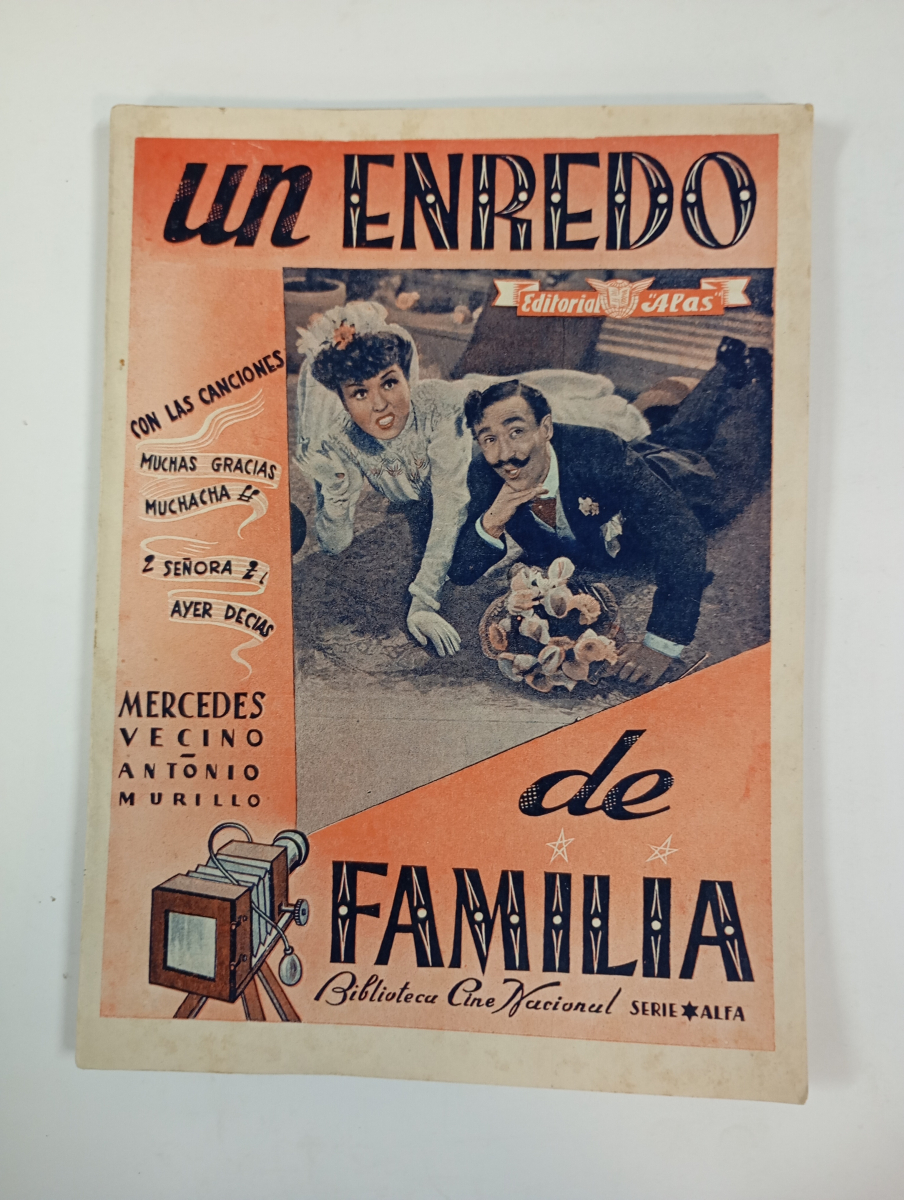 un ENREDO
Editorial "Alas"
CON LAS CANCIONES
MUCHAS GRACIAS
MUCHACHA
SEÑORA
AYER DECIAS
MERCEDES
VECINO
ANTONIO
MURILLO
de
FAMILIA
Biblioteca Cine Nacional SERIE ALFA